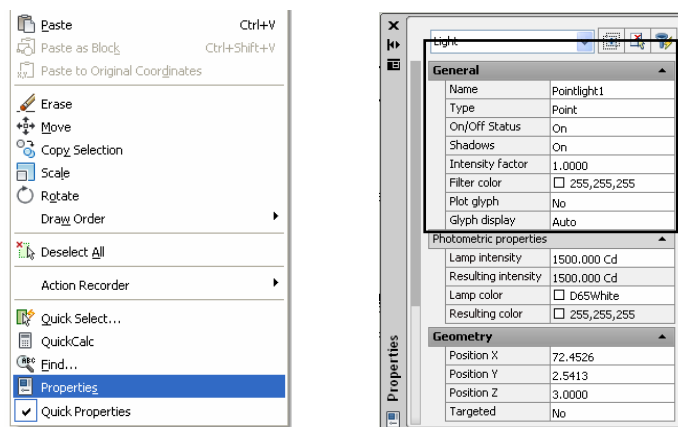 Paste Ctrl+V
Paste as Block Ctrl+Shift+V
Paste to Original Coordinates
Erase
Move
Copy Selection
Scale
Rotate
Draw Order
Deselect All
Action Recorder
Quick Select...
QuickCalc
Find...
Properties
Quick Properties
Light
General
Name Pointlight1
Type Point
On/Off Status On
Shadows On
Intensity factor 1.0000
Filter color 255,255,255
Plot glyph No
Glyph display Auto
Photometric properties
Lamp intensity 1500.000 Cd
Resulting intensity 1500.000 Cd
Lamp color D65White
Resulting color 255,255,255
Geometry
Position X 72.4526
Position Y 2.5413
Position Z 3.0000
Targeted No
Properties